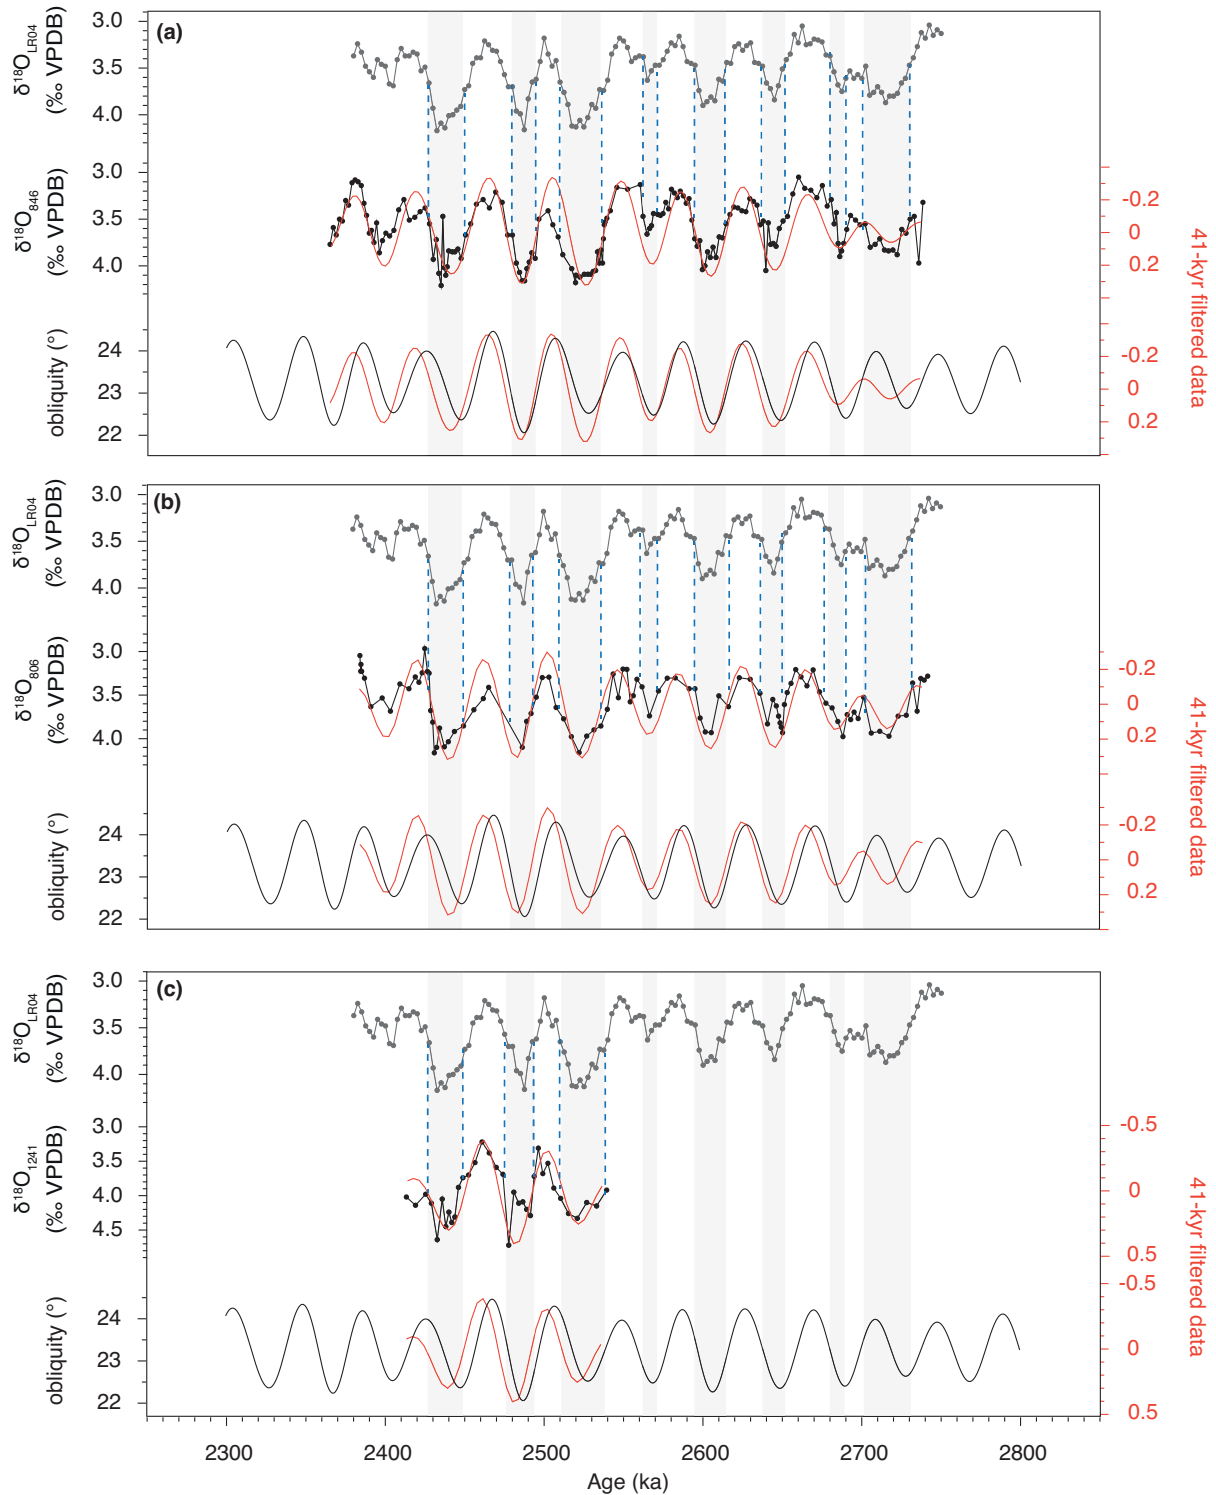 (a)
δ18OLR04
(‰ VPDB)
3.0
3.5
4.0
δ18O846
(‰ VPDB)
3.0
3.5
4.0
-0.2
0
0.2
obliquity (°)
24
23
22
-0.2
0
0.2
41-kyr filtered data
(b)
δ18OLR04
(‰ VPDB)
3.0
3.5
4.0
δ18O806
(‰ VPDB)
3.0
3.5
4.0
-0.2
0
0.2
obliquity (°)
24
23
22
-0.2
0
0.2
41-kyr filtered data
(c)
δ18OLR04
(‰ VPDB)
3.0
3.5
4.0
δ18O1241
(‰ VPDB)
3.0
3.5
4.0
4.5
-0.5
0
0.5
obliquity (°)
24
23
22
-0.5
0
0.5
41-kyr filtered data
2300 2400 2500 2600 2700 2800
Age (ka)